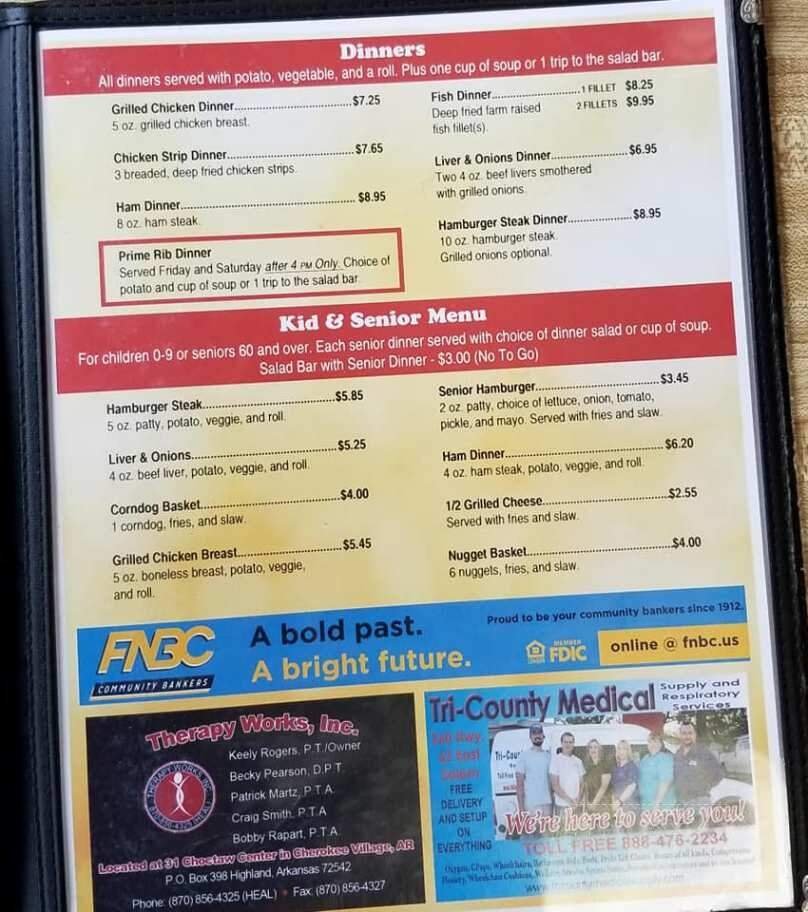 Dinners
All dinners served with potato, vegetable, and a roll. Plus one cup of soup or 1 trip to the salad bar.
Grilled Chicken Dinner..............................$7.25
5 oz. grilled chicken breast.
Chicken Strip Dinner................................$7.65
3 breaded, deep fried chicken strips.
Ham Dinner............................................ $8.95
8 oz. ham steak.
Prime Rib Dinner
Served Friday and Saturday after 4 PM Only. Choice of
potato and cup of soup or 1 trip to the salad bar.
Fish Dinner......................1 FILLET $8.25
Deep fried farm raised 2 FILLETS $9.95
fish fillet(s).
Liver & Onions Dinner....................$6.95
Two 4 oz. beef livers smothered
with grilled onions.
Hamburger Steak Dinner.................$8.95
10 oz. hamburger steak.
Grilled onions optional.
Kid & Senior Menu
For children 0-9 or seniors 60 and over. Each senior dinner served with choice of dinner salad or cup of soup.
Salad Bar with Senior Dinner - $3.00 (No To Go)
Hamburger Steak.................................$5.85
5 oz. patty, potato, veggie, and roll.
Liver & Onions....................................$5.25
4 oz. beef liver, potato, veggie, and roll.
Corndog Basket...................................$4.00
1 corndog, fries, and slaw.
Grilled Chicken Breast..........................$5.45
5 oz. boneless breast, potato, veggie,
and roll.
Senior Hamburger...............................$3.45
2 oz. patty, choice of lettuce, onion, tomato,
pickle, and mayo. Served with fries and slaw.
Ham Dinner........................................ $6.20
4 oz. ham steak, potato, veggie, and roll.
1/2 Grilled Cheese................................$2.55
Served with fries and slaw.
Nugget Basket.....................................$4.00
6 nuggets, fries, and slaw.
FNBC
COMMUNITY BANKERS
A bold past.
A bright future.
Proud to be your community bankers since 1912.
MEMBER
FDIC
online @ fnbc.us
Therapy Works, Inc.
Keely Rogers, P.T./Owner
Becky Pearson, D.P.T.
Patrick Martz, P.T.A.
Craig Smith, P.T.A.
Bobby Rapart, P.T.A.
THERAPY WORKS, INC.
870-856-4325 (HEAL)
Located at 31 Choctaw Center in Cherokee Village, AR
P.O. Box 398 Highland, Arkansas 72542
Phone: (870) 856-4325 (HEAL) • Fax: (870) 856-4327
Tri-County Medical Supply and
Respiratory
Services
FREE
DELIVERY
AND SETUP
ON
EVERYTHING
We're here to serve you!
TOLL FREE 888-476-2234